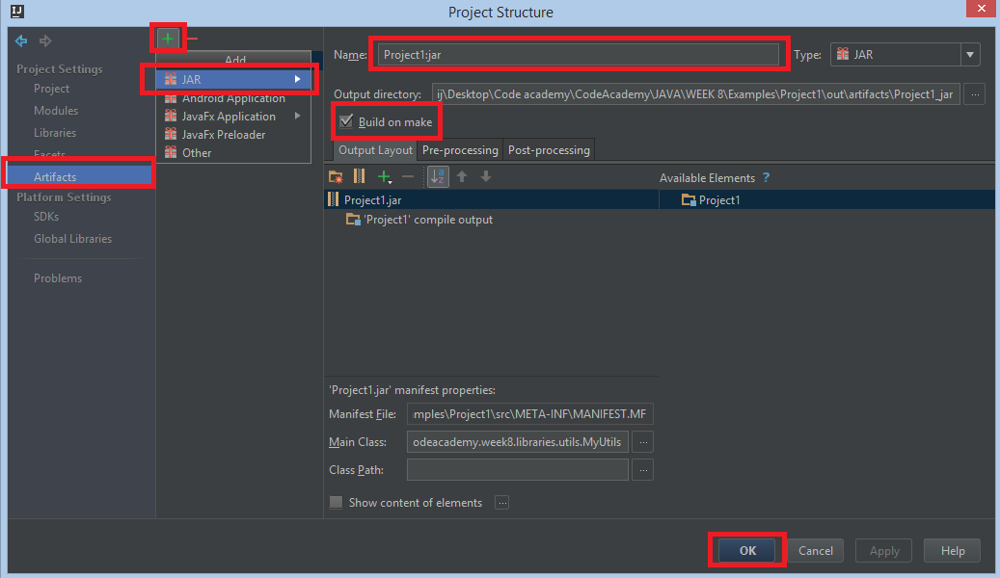 IJ
Project Structure
Project Settings
Project
Modules
Libraries
Facets
Artifacts
Platform Settings
SDKs
Global Libraries
Problems
Add
JAR
Android Application
JavaFx Application
JavaFx Preloader
Other
Name: Project1:jar
Type: JAR
Output directory: ij\Desktop\Code academy\CodeAcademy\JAVA\WEEK 8\Examples\Project1\out\artifacts\Project1_jar ...
Build on make
Output Layout Pre-processing Post-processing
a z
Available Elements ?
Project1.jar
Project1
'Project1' compile output
'Project1.jar' manifest properties:
Manifest File: mples\Project1\src\META-INF\MANIFEST.MF
Main Class: odeacademy.week8.libraries.utils.MyUtils ...
Class Path: ...
Show content of elements ...
OK Cancel Apply Help